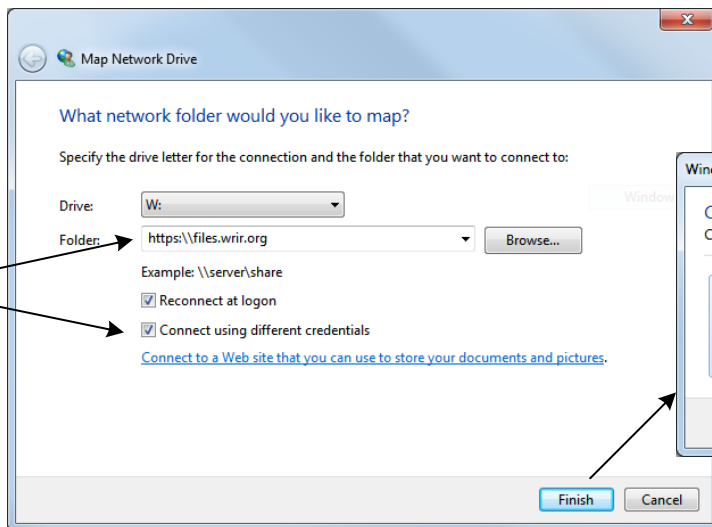 x
Map Network Drive
What network folder would you like to map?
Specify the drive letter for the connection and the folder that you want to connect to:
Drive: W:
Folder: https:\\files.wrir.org Browse...
Example: \\server\share
Reconnect at logon
Connect using different credentials
Connect to a Web site that you can use to store your documents and pictures.
Finish Cancel
Window